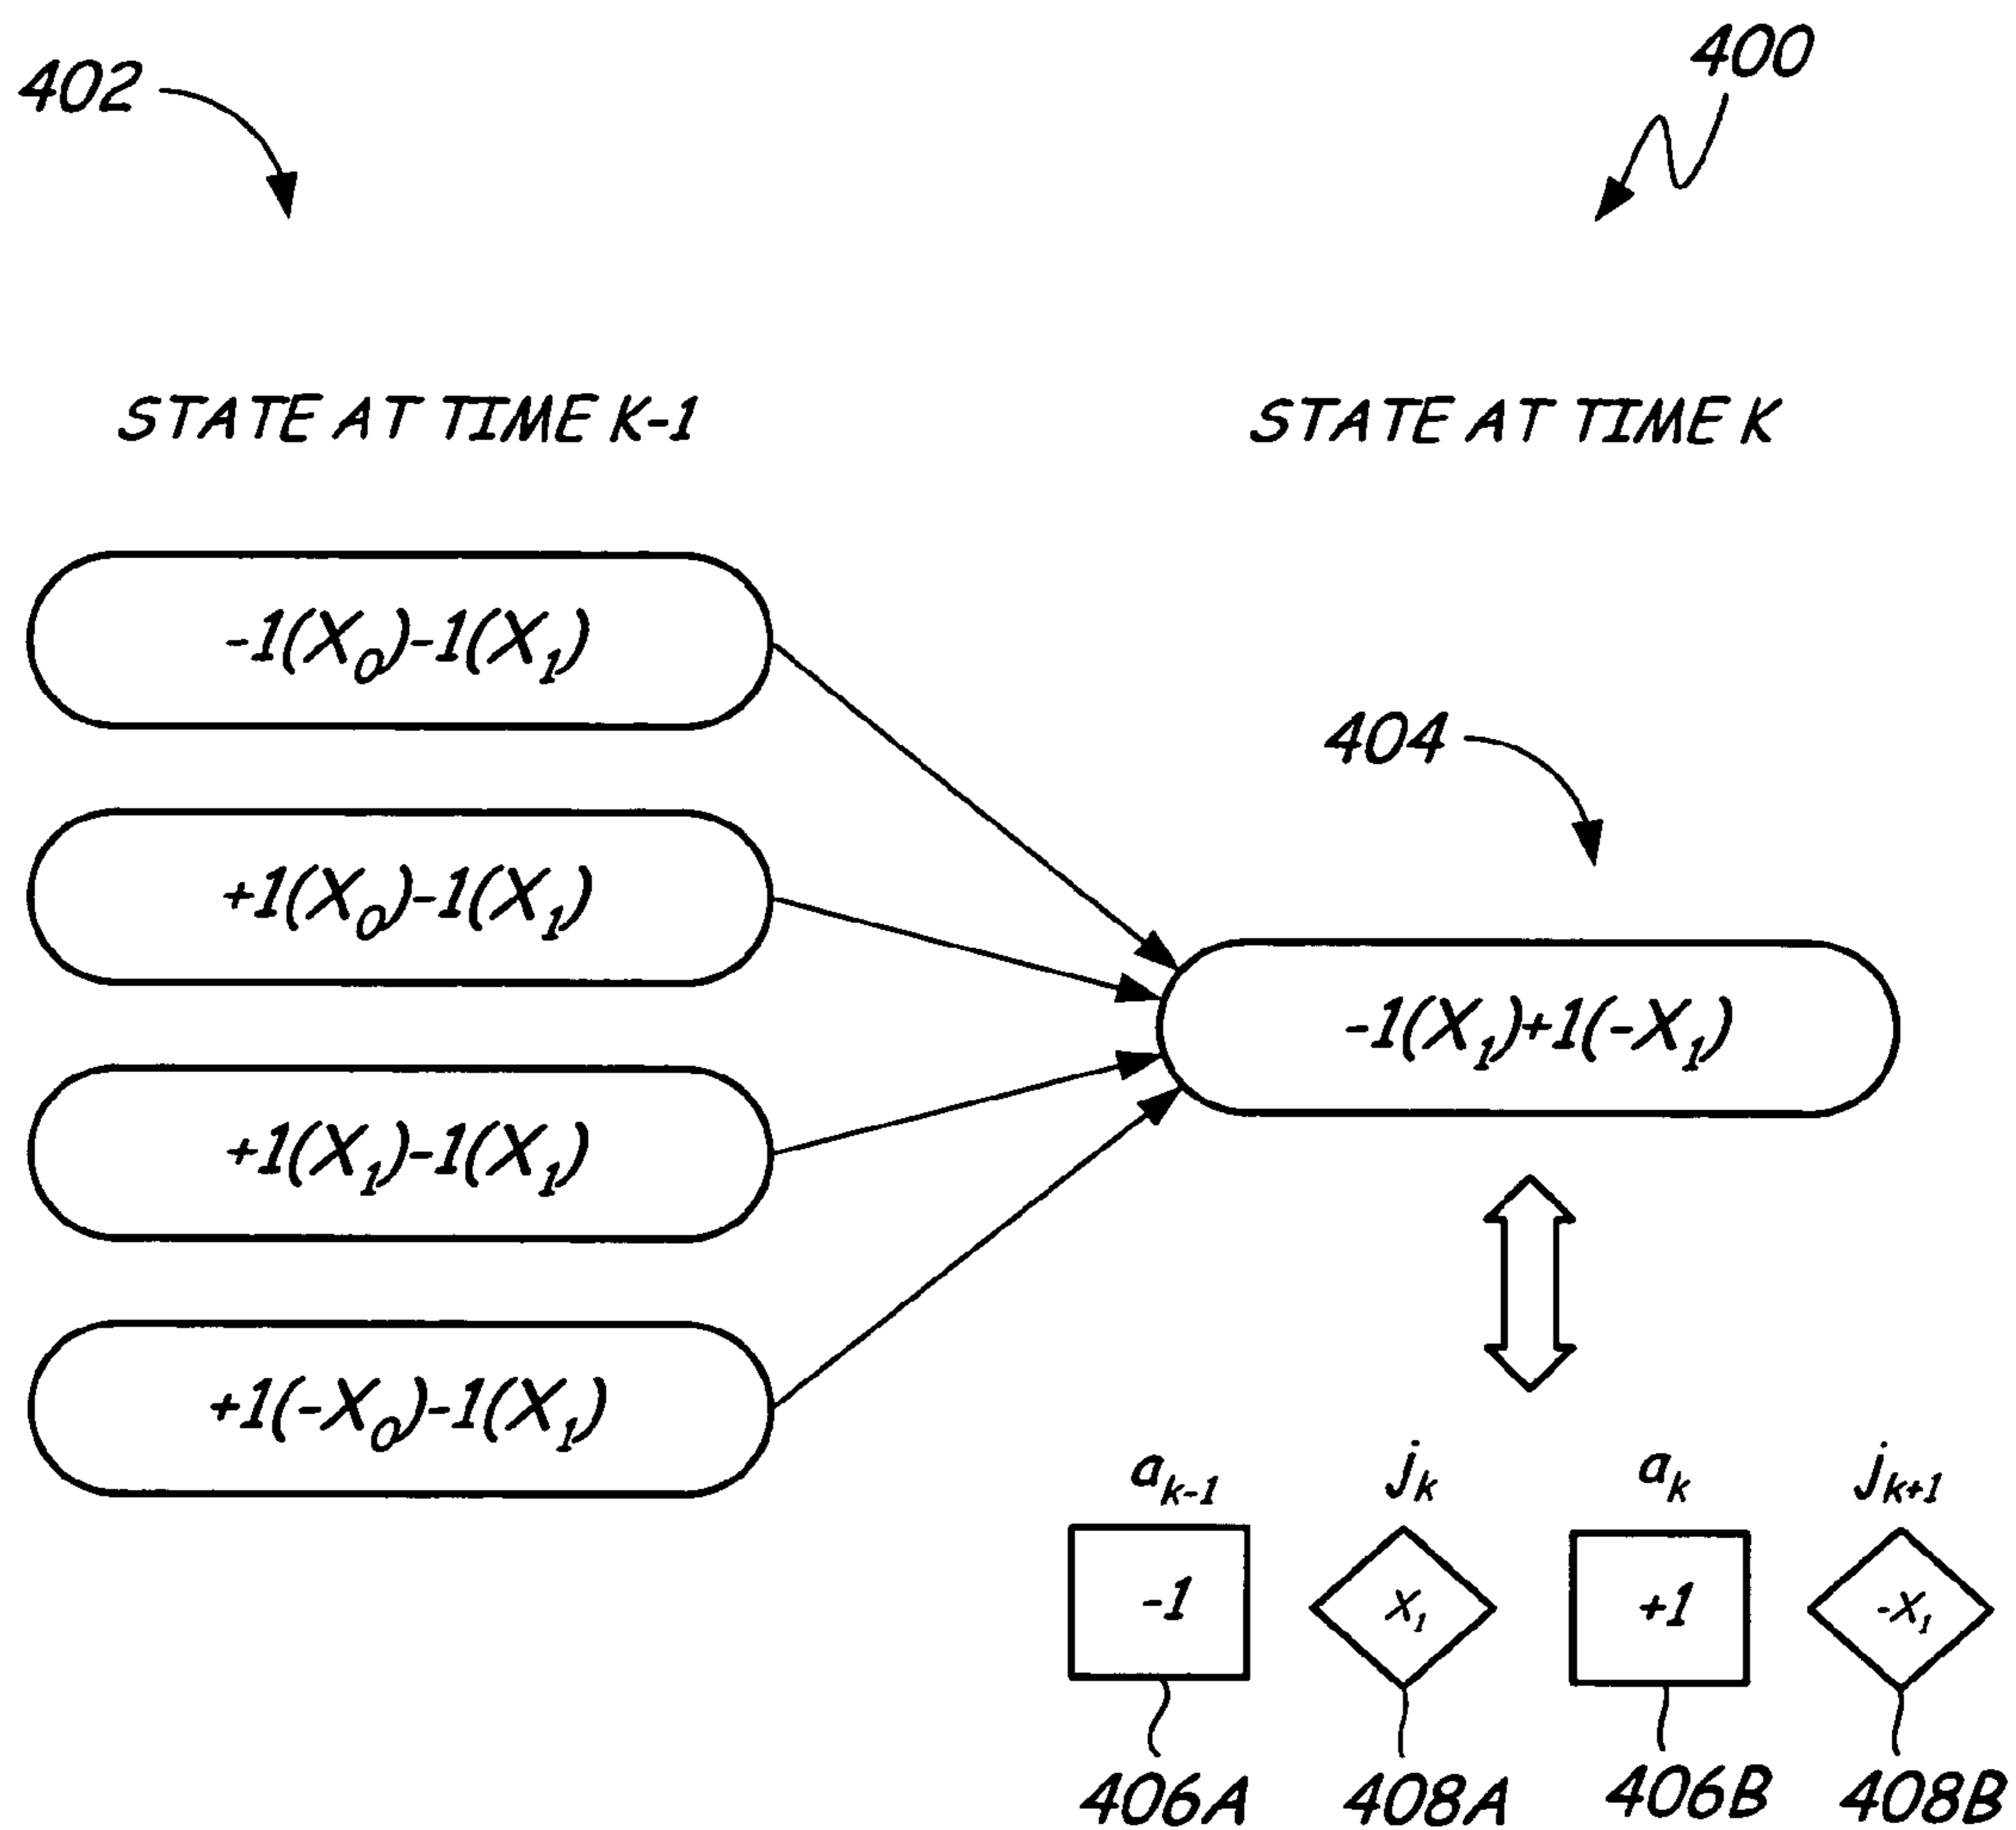 400
402
STATE AT TIME K-1
STATE AT TIME K
-1(X₀)-1(X₁)
404
+1(X₀)-1(X₁)
-1(X₁)+1(-X₁)
+1(X₁)-1(X₁)
+1(-X₀)-1(X₁)
aₖ₋₁ jₖ aₖ jₖ₊₁
-1 X₁ +1 -X₁
406A 408A 406B 408B